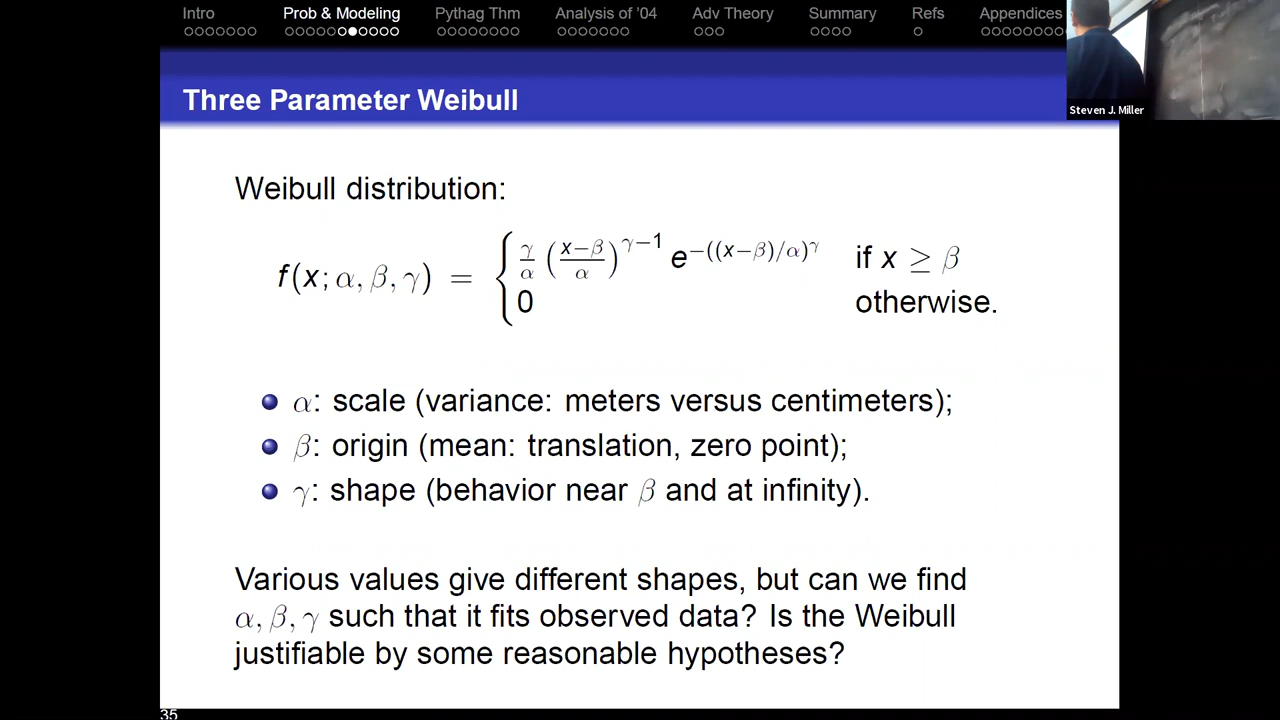 Intro Prob & Modeling Pythag Thm Analysis of '04 Adv Theory Summary Refs Appendices
Steven J. Miller
Three Parameter Weibull
Weibull distribution:
f(x; α, β, γ) = { γ/α ((x−β)/α)^(γ−1) e^(−((x−β)/α)^γ) if x ≥ β
0 otherwise.
α: scale (variance: meters versus centimeters);
β: origin (mean: translation, zero point);
γ: shape (behavior near β and at infinity).
Various values give different shapes, but can we find
α, β, γ such that it fits observed data? Is the Weibull
justifiable by some reasonable hypotheses?
35